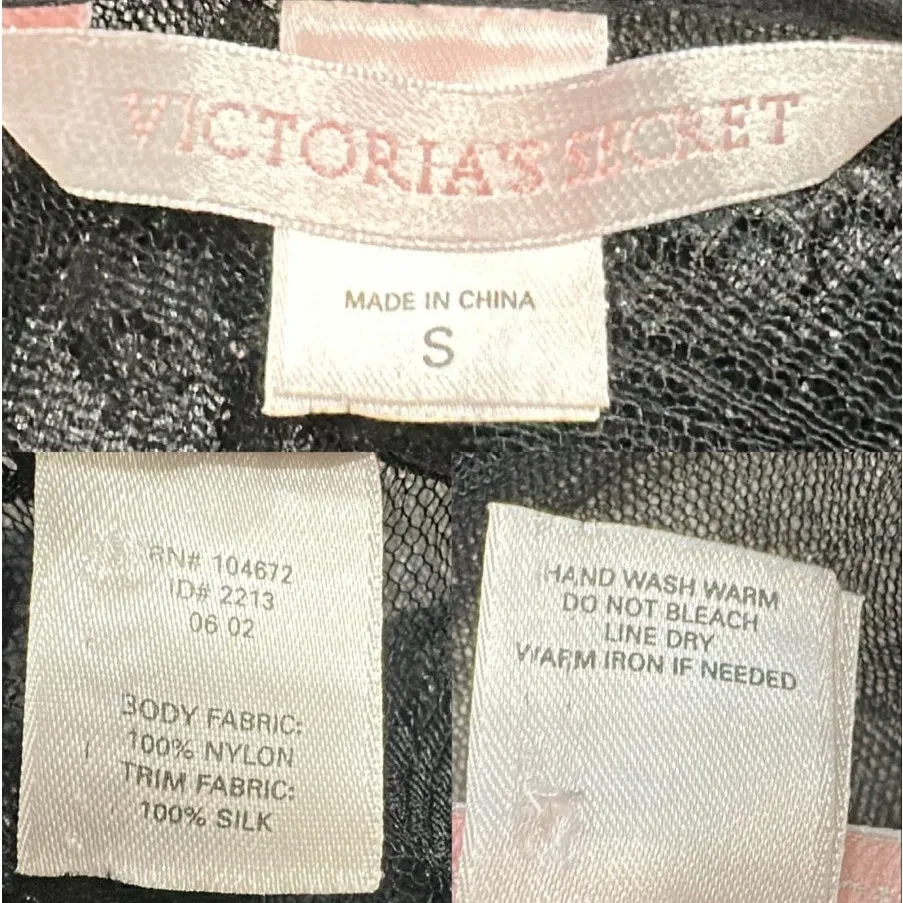 VICTORIA'S SECRET
MADE IN CHINA
S
RN# 104672
ID# 2213
06 02
BODY FABRIC:
100% NYLON
TRIM FABRIC:
100% SILK
HAND WASH WARM
DO NOT BLEACH
LINE DRY
WARM IRON IF NEEDED